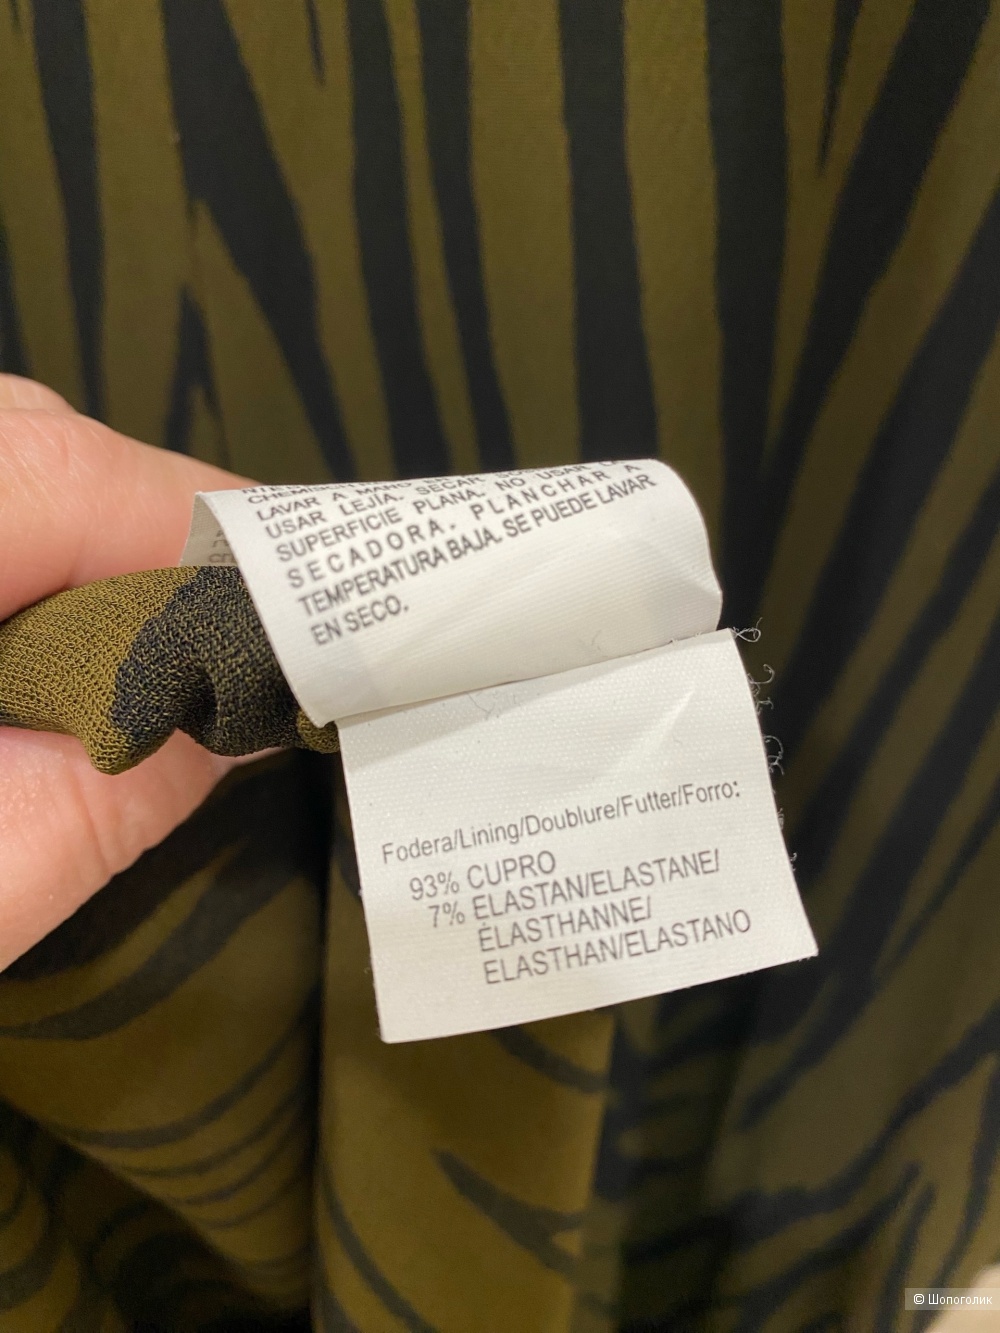 LAVAR A MANO
USAR LEJÍA. SECAR
SUPERFICIE PLANA. NO USAR
SECADORA. PLANCHAR A
TEMPERATURA BAJA. SE PUEDE LAVAR
EN SECO.
Fodera/Lining/Doublure/Futter/Forro:
93% CUPRO
7% ELASTAN/ELASTANE/
ÉLASTHANNE/
ELASTHAN/ELASTANO
© Шопоголик